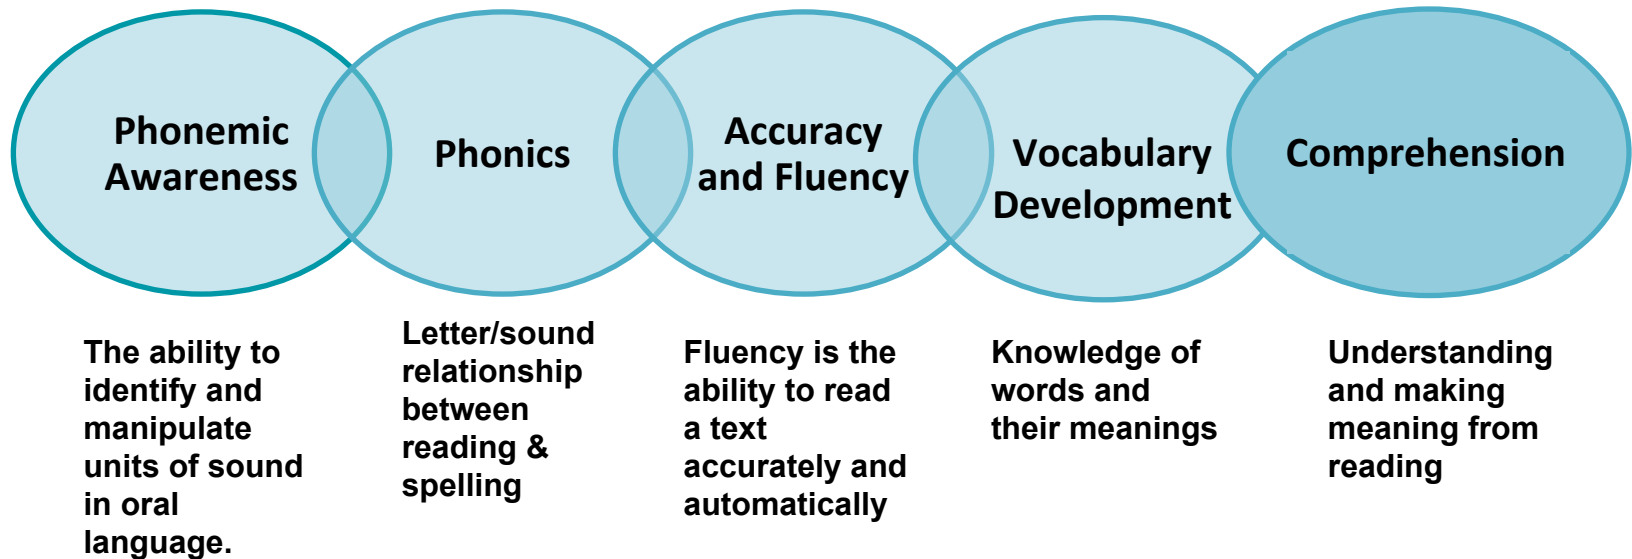 Phonemic
Awareness
Phonics
Accuracy
and Fluency
Vocabulary
Development
Comprehension
The ability to
identify and
manipulate
units of sound
in oral
language.
Letter/sound
relationship
between
reading &
spelling
Fluency is the
ability to read
a text
accurately and
automatically
Knowledge of
words and
their meanings
Understanding
and making
meaning from
reading